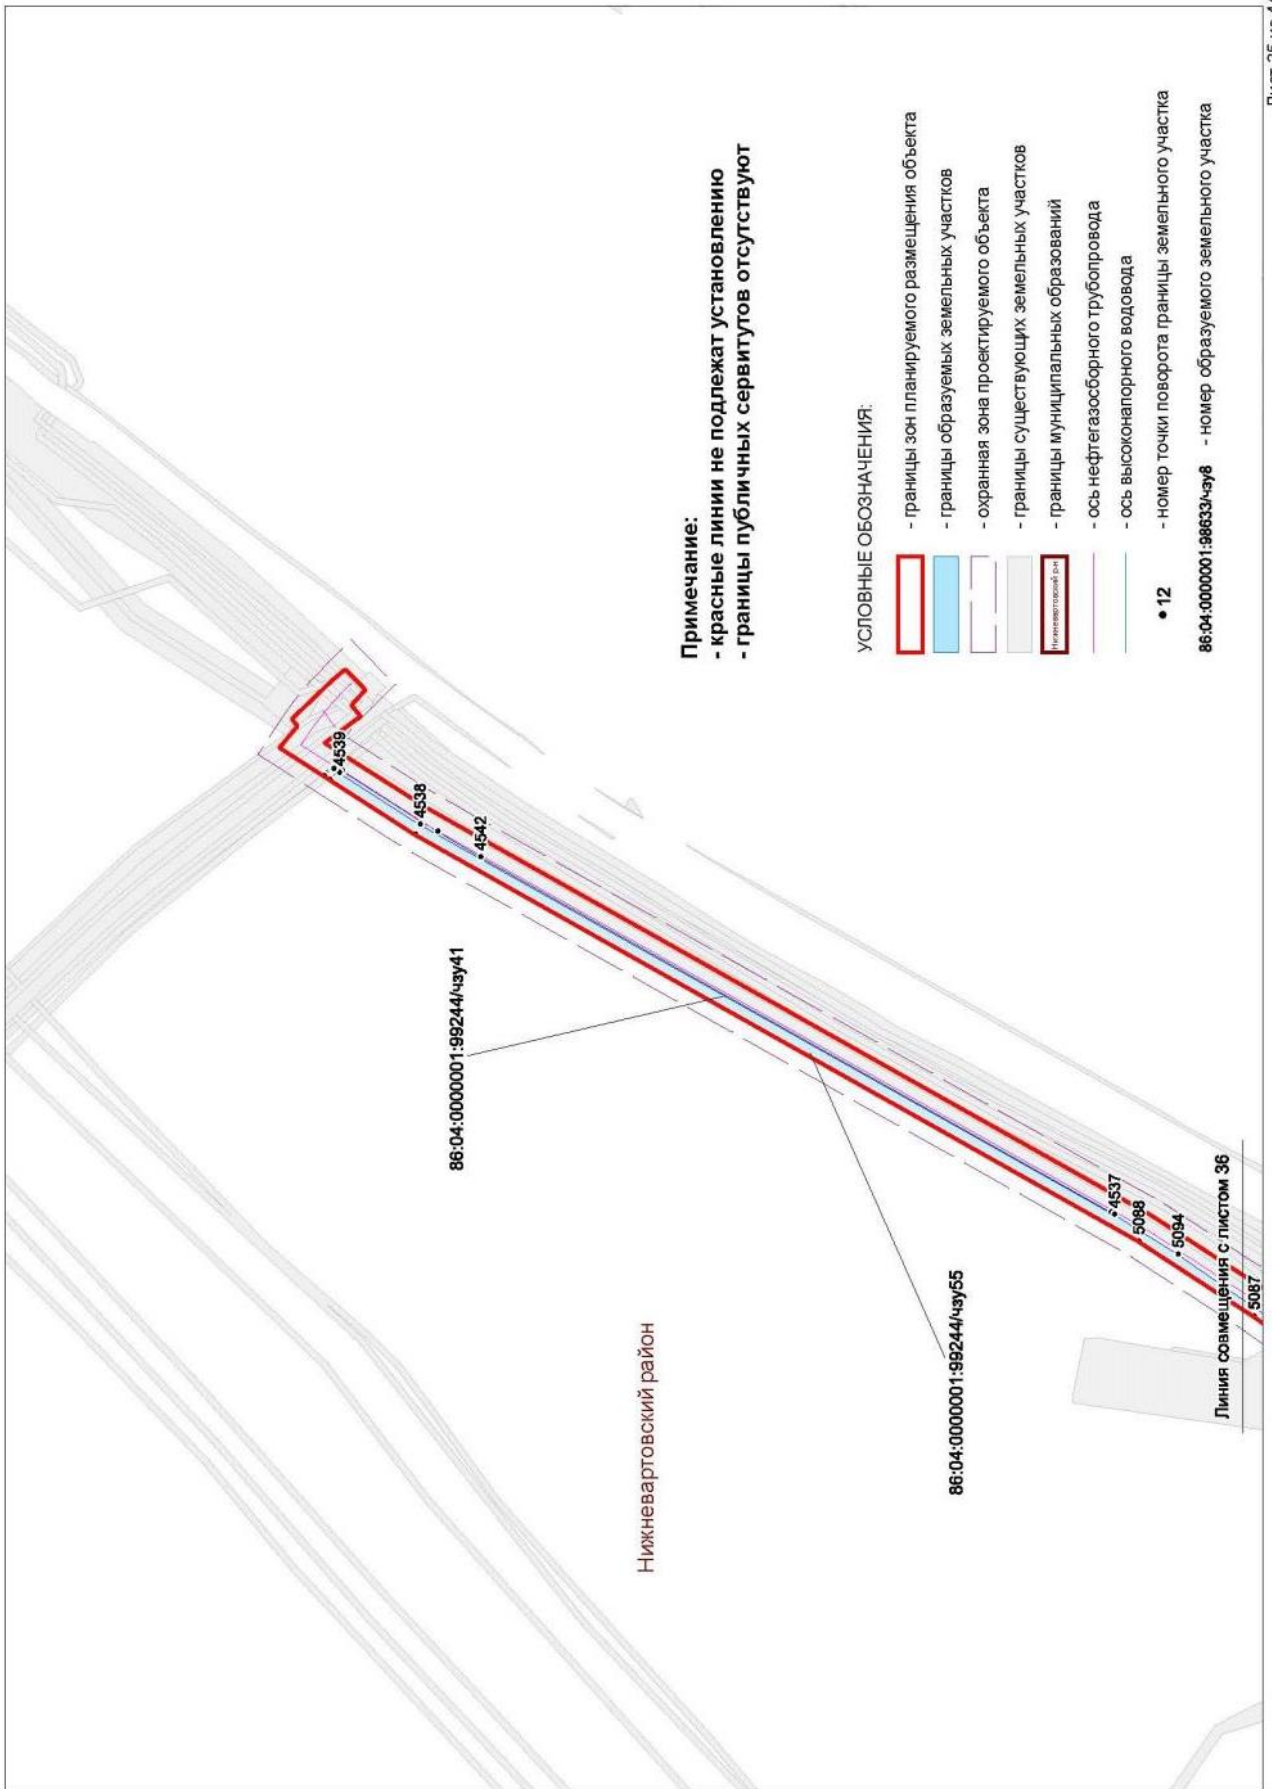 Примечание:
- красные линии не подлежат установлению
- границы публичных сервитутов отсутствуют
УСЛОВНЫЕ ОБОЗНАЧЕНИЯ:
- границы зон планируемого размещения объекта
- границы образуемых земельных участков
- охранная зона проектируемого объекта
- границы существующих земельных участков
Нижневартовский р-н
- границы муниципальных образований
- ось нефтегазосборного трубопровода
- ось высоконапорного водовода
•12 - номер точки поворота границы земельного участка
86:04:0000001:98633/чзу8 - номер образуемого земельного участка
4539
4538
4542
86:04:0000001:99244/чзу41
Нижневартовский район
86:04:0000001:99244/чзу55
4537
5088
5094
Линия совмещения с листом 36
5087